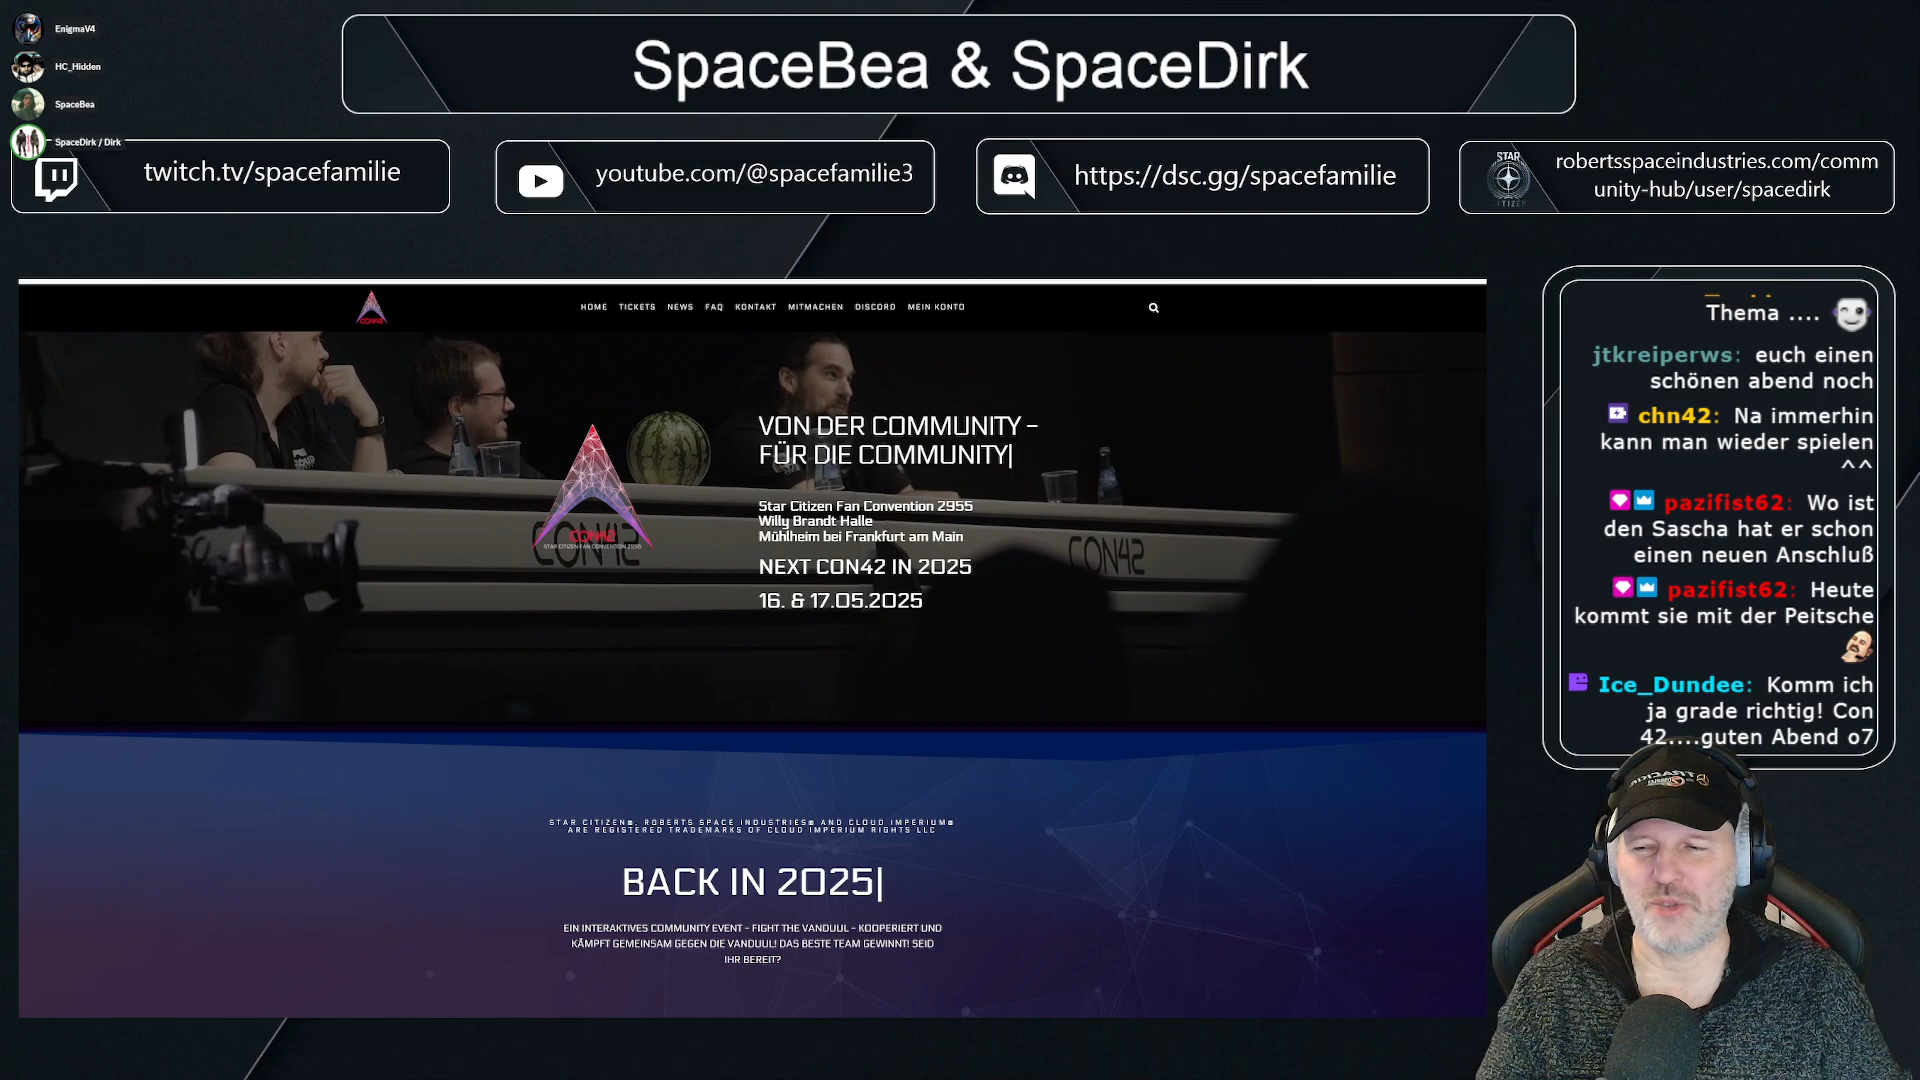 EnigmaV4
HC_Hidden
SpaceBea
SpaceDirk / Dirk
SpaceBea & SpaceDirk
twitch.tv/spacefamilie
youtube.com/@spacefamilie3
https://dsc.gg/spacefamilie
STAR
CITIZEN
robertsspaceindustries.com/comm
unity-hub/user/spacedirk
CON42
HOME TICKETS NEWS FAQ KONTAKT MITMACHEN DISCORD MEIN KONTO
VON DER COMMUNITY –
FÜR DIE COMMUNITY|
Star Citizen Fan Convention 2955
Willy Brandt Halle
Mühlheim bei Frankfurt am Main
NEXT CON42 IN 2025
16. & 17.05.2025
CON42
STAR CITIZEN FAN CONVENTION 2955
CON42
CON42
STAR CITIZEN®, ROBERTS SPACE INDUSTRIES® AND CLOUD IMPERIUM®
ARE REGISTERED TRADEMARKS OF CLOUD IMPERIUM RIGHTS LLC
BACK IN 2025|
EIN INTERAKTIVES COMMUNITY EVENT – FIGHT THE VANDUUL – KOOPERIERT UND
KÄMPFT GEMEINSAM GEGEN DIE VANDUUL! DAS BESTE TEAM GEWINNT! SEID
IHR BEREIT?
Thema ....
jtkreiperws: euch einen
schönen abend noch
chn42: Na immerhin
kann man wieder spielen
^^
pazifist62: Wo ist
den Sascha hat er schon
einen neuen Anschluß
pazifist62: Heute
kommt sie mit der Peitsche
Ice_Dundee: Komm ich
ja grade richtig! Con
42....guten Abend o7